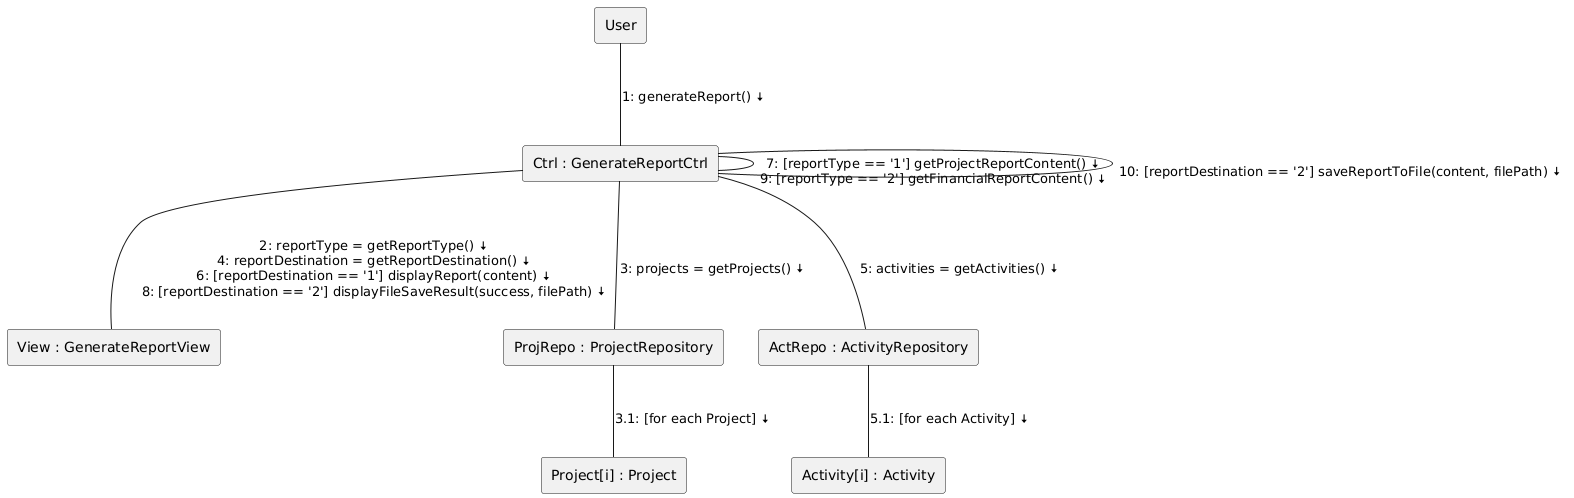 User
1: generateReport() ↓
Ctrl : GenerateReportCtrl
7: [reportType == '1'] getProjectReportContent() ↓
9: [reportType == '2'] getFinancialReportContent() ↓
10: [reportDestination == '2'] saveReportToFile(content, filePath) ↓
2: reportType = getReportType() ↓
4: reportDestination = getReportDestination() ↓
6: [reportDestination == '1'] displayReport(content) ↓
8: [reportDestination == '2'] displayFileSaveResult(success, filePath) ↓
3: projects = getProjects() ↓
5: activities = getActivities() ↓
View : GenerateReportView
ProjRepo : ProjectRepository
ActRepo : ActivityRepository
3.1: [for each Project] ↓
5.1: [for each Activity] ↓
Project[i] : Project
Activity[i] : Activity